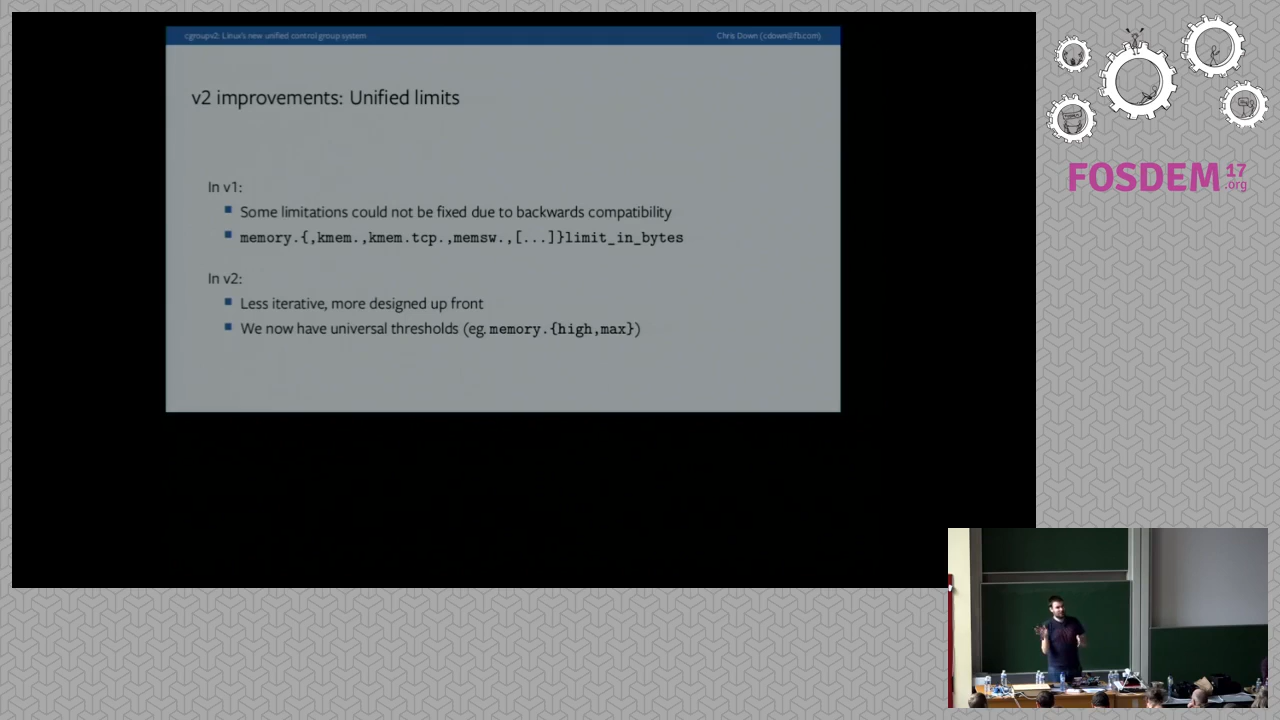 cgroupv2: Linux's new unified control group system
Chris Down (cdown@fb.com)
v2 improvements: Unified limits
In v1:
Some limitations could not be fixed due to backwards compatibility
memory.{,kmem.,kmem.tcp.,memsw.,[...]}limit_in_bytes
In v2:
Less iterative, more designed up front
We now have universal thresholds (eg. memory.{high,max})
FOSDEM 17
.org